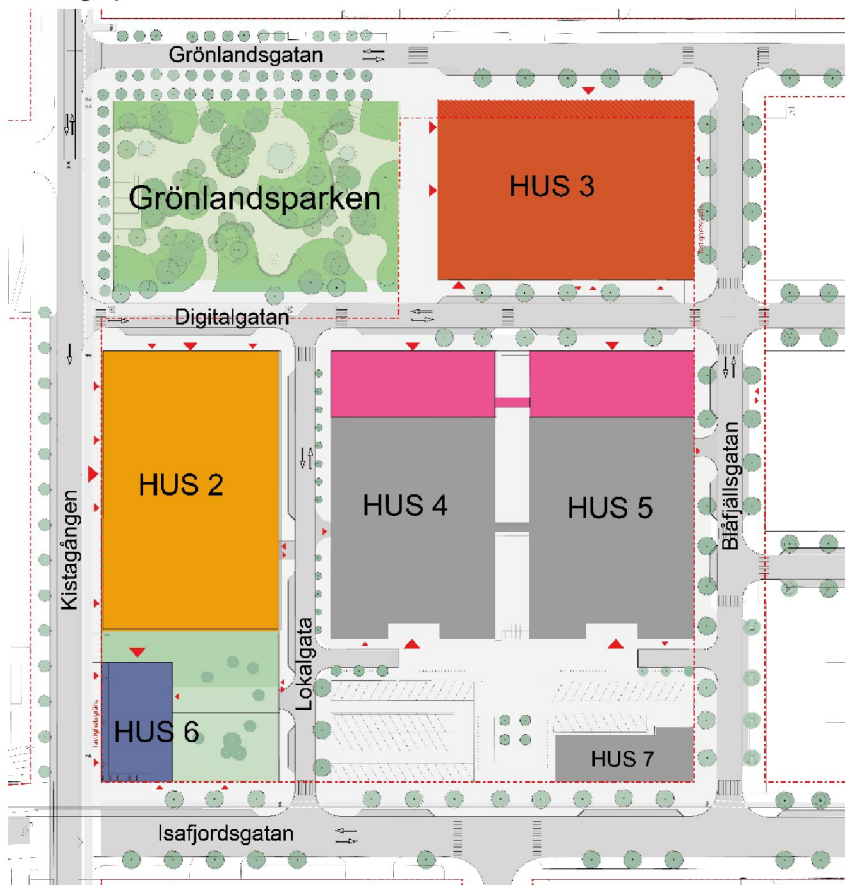 Grönlandsgatan
Grönlandsparken
HUS 3
Digitalgatan
HUS 2
HUS 4
HUS 5
Kistagången
Lokalgata
Blåfjällsgatan
HUS 6
HUS 7
Isafjordsgatan